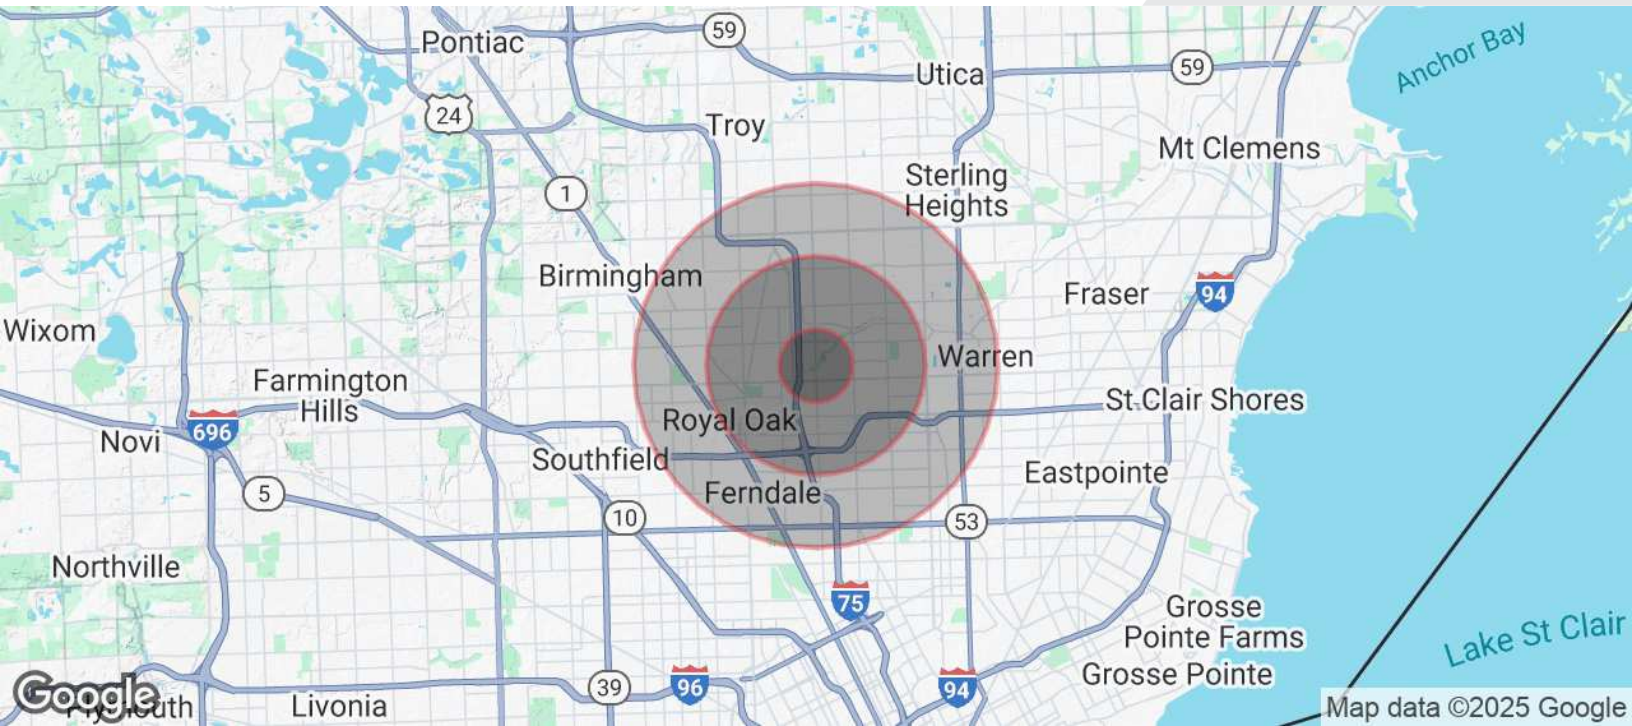 Pontiac
59
Utica
59
Anchor Bay
24
Troy
Mt Clemens
1
Sterling
Heights
Birmingham
Fraser
94
Wixom
Warren
Farmington
Hills
St Clair Shores
Royal Oak
696
Novi
Southfield
Eastpointe
5
Ferndale
10
53
Northville
75
Grosse
Pointe Farms
Lake St Clair
Grosse Pointe
39
96
94
Google
Plymouth
Livonia
Map data ©2025 Google